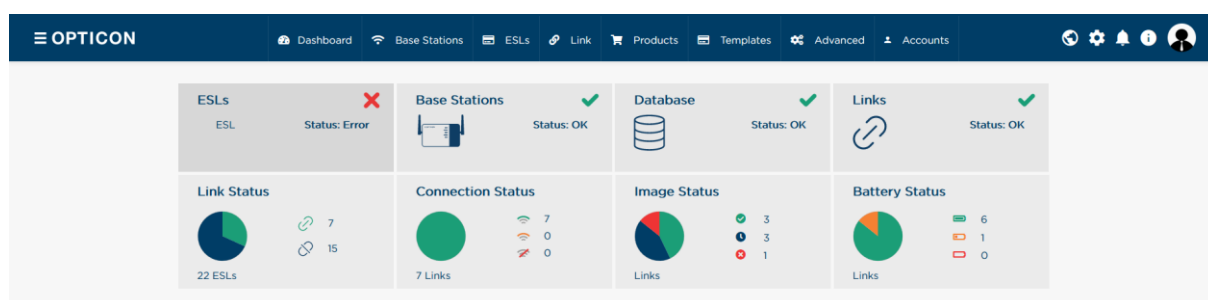 OPTICON Dashboard Base Stations ESLs Link Products Templates Advanced Accounts
ESLs Base Stations Database Links
ESL Status: Error Status: OK Status: OK Status: OK
Link Status Connection Status Image Status Battery Status
7 7 3 6
15 0 3 1
0 1 0
22 ESLs 7 Links Links Links